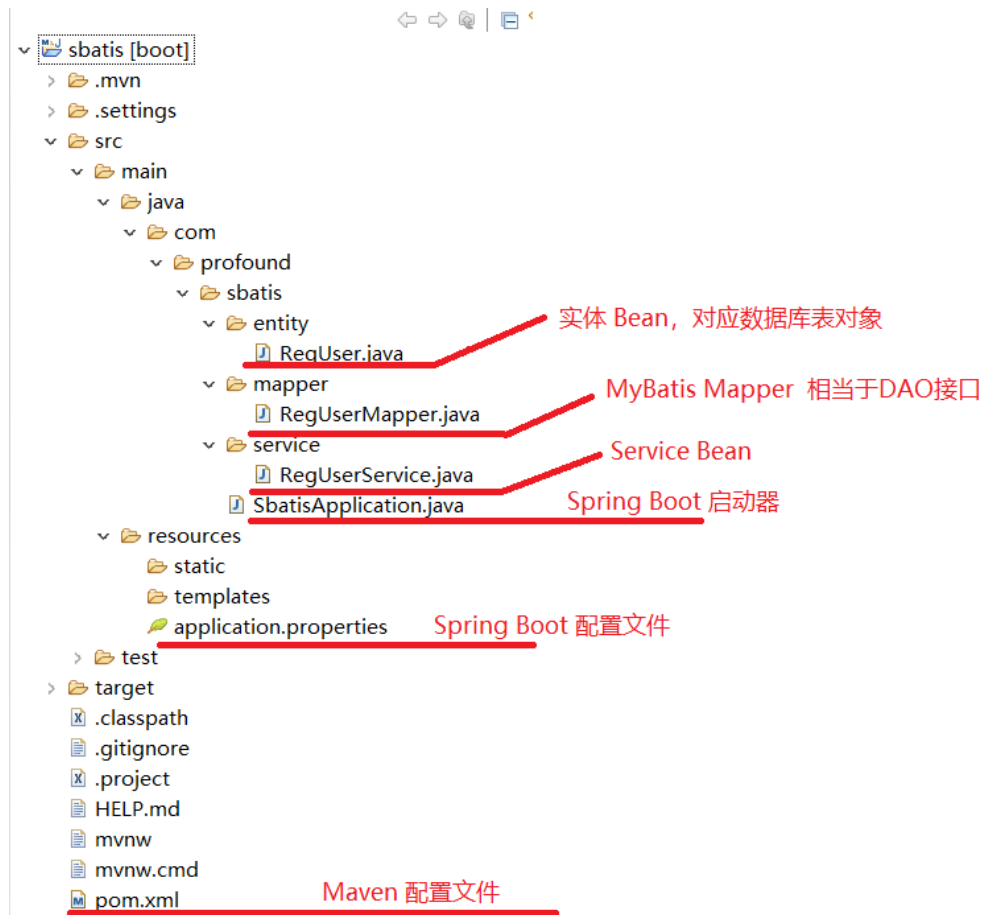 sbatis [boot]
.mvn
.settings
src
main
java
com
profound
sbatis
entity
实体 Bean，对应数据库表对象
RegUser.java
mapper
MyBatis Mapper 相当于DAO接口
RegUserMapper.java
service
Service Bean
RegUserService.java
SbatisApplication.java
Spring Boot 启动器
resources
static
templates
application.properties
Spring Boot 配置文件
test
target
.classpath
.gitignore
.project
HELP.md
mvnw
mvnw.cmd
pom.xml
Maven 配置文件